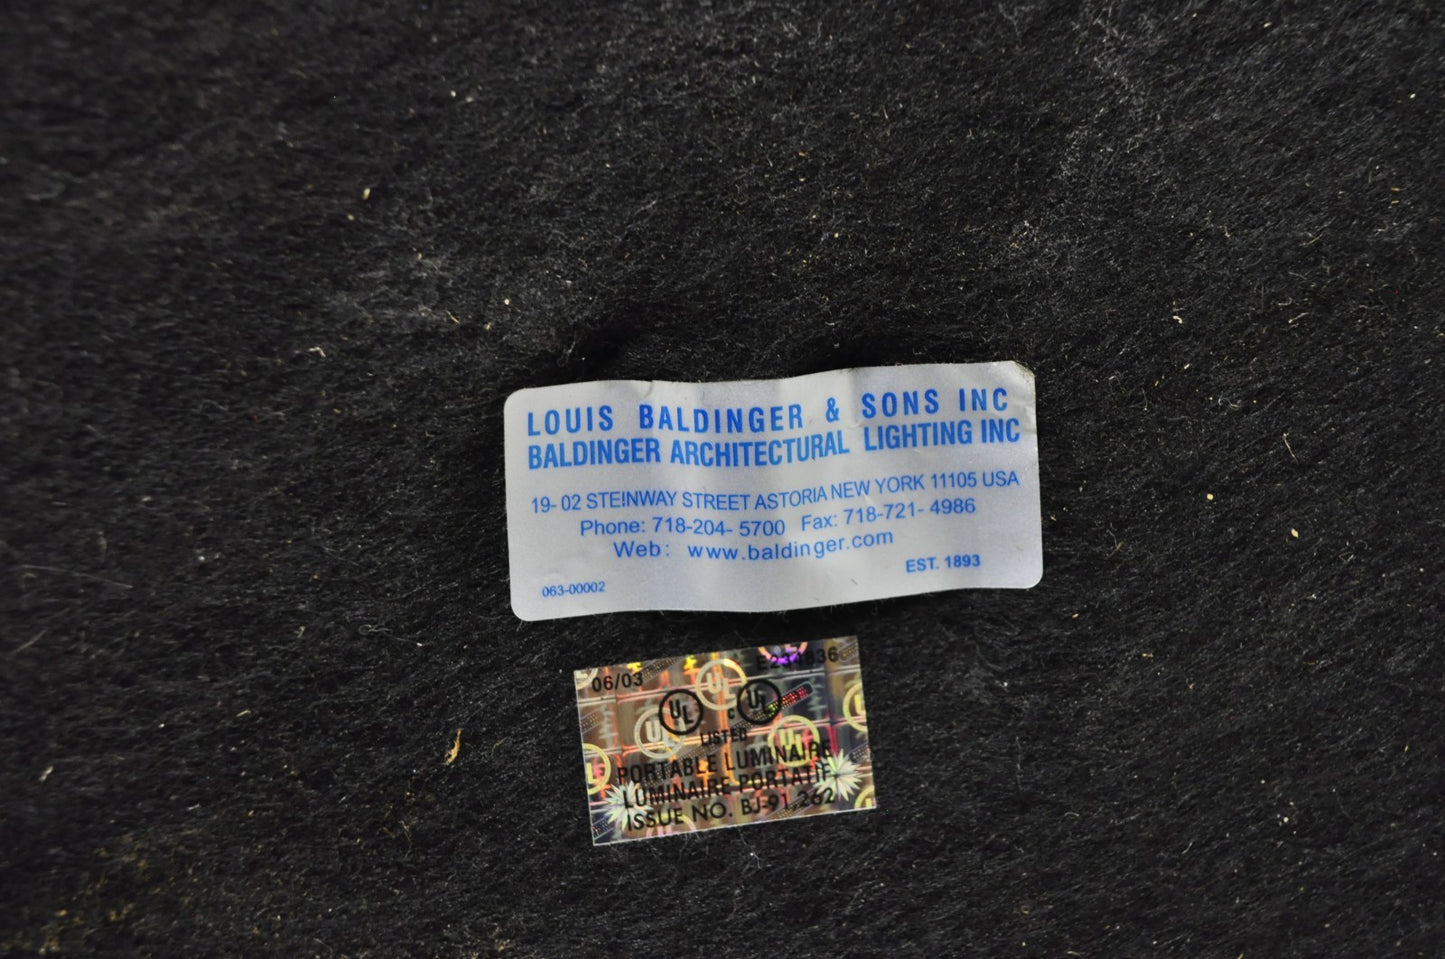 LOUIS BALDINGER & SONS INC
BALDINGER ARCHITECTURAL LIGHTING INC
19- 02 STEINWAY STREET ASTORIA NEW YORK 11105 USA
Phone: 718-204- 5700 Fax: 718-721- 4986
Web: www.baldinger.com
EST. 1893
063-00002
06/03
UL c UL
LISTED
PORTABLE LUMINAIRE
LUMINAIRE PORTATIF
ISSUE NO. BJ-91,262